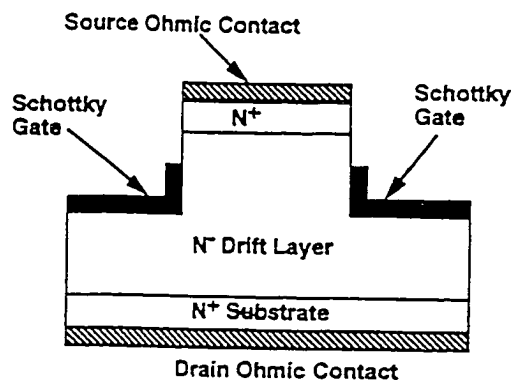 Source Ohmic Contact
Schottky
Gate
Schottky
Gate
N+
N- Drift Layer
N+ Substrate
Drain Ohmic Contact